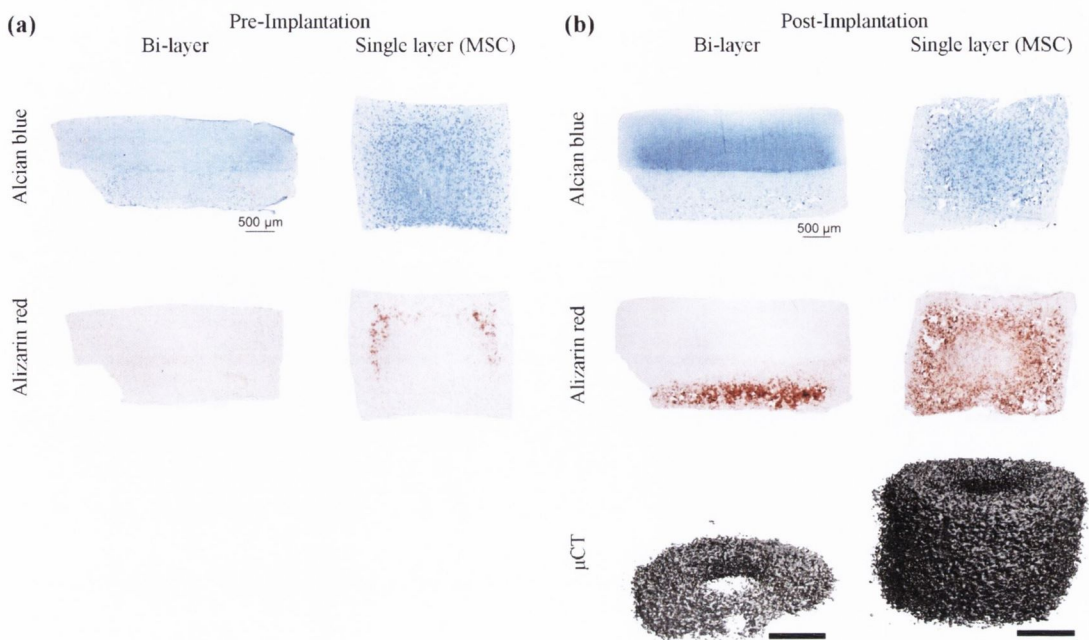 (a)
Pre-Implantation
Bi-layer
Single layer (MSC)
Alcian blue
500 μm
Alizarin red
(b)
Post-Implantation
Bi-layer
Single layer (MSC)
Alcian blue
500 μm
Alizarin red
μCT